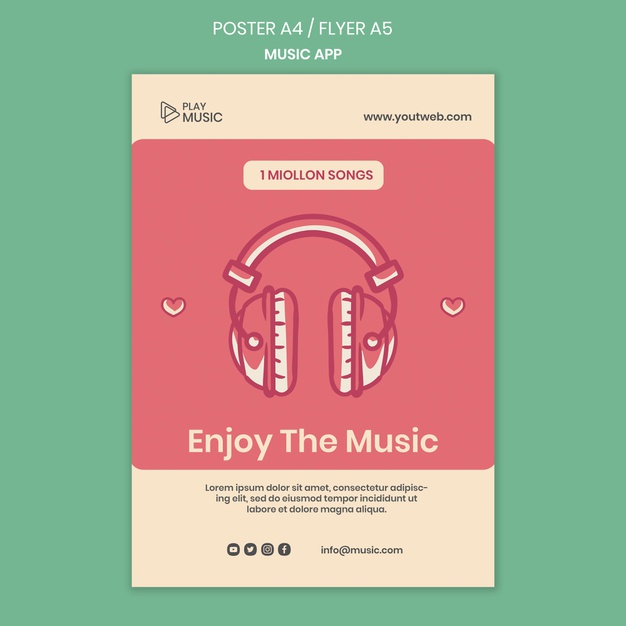 POSTER A4 / FLYER A5
MUSIC APP
PLAY
MUSIC
www.youtweb.com
1 MIOLLON SONGS
Enjoy The Music
Lorem ipsum dolor sit amet, consectetur adipisc-
ing elit, sed do eiusmod tempor incididunt ut
labore et dolore magna aliqua.
info@music.com